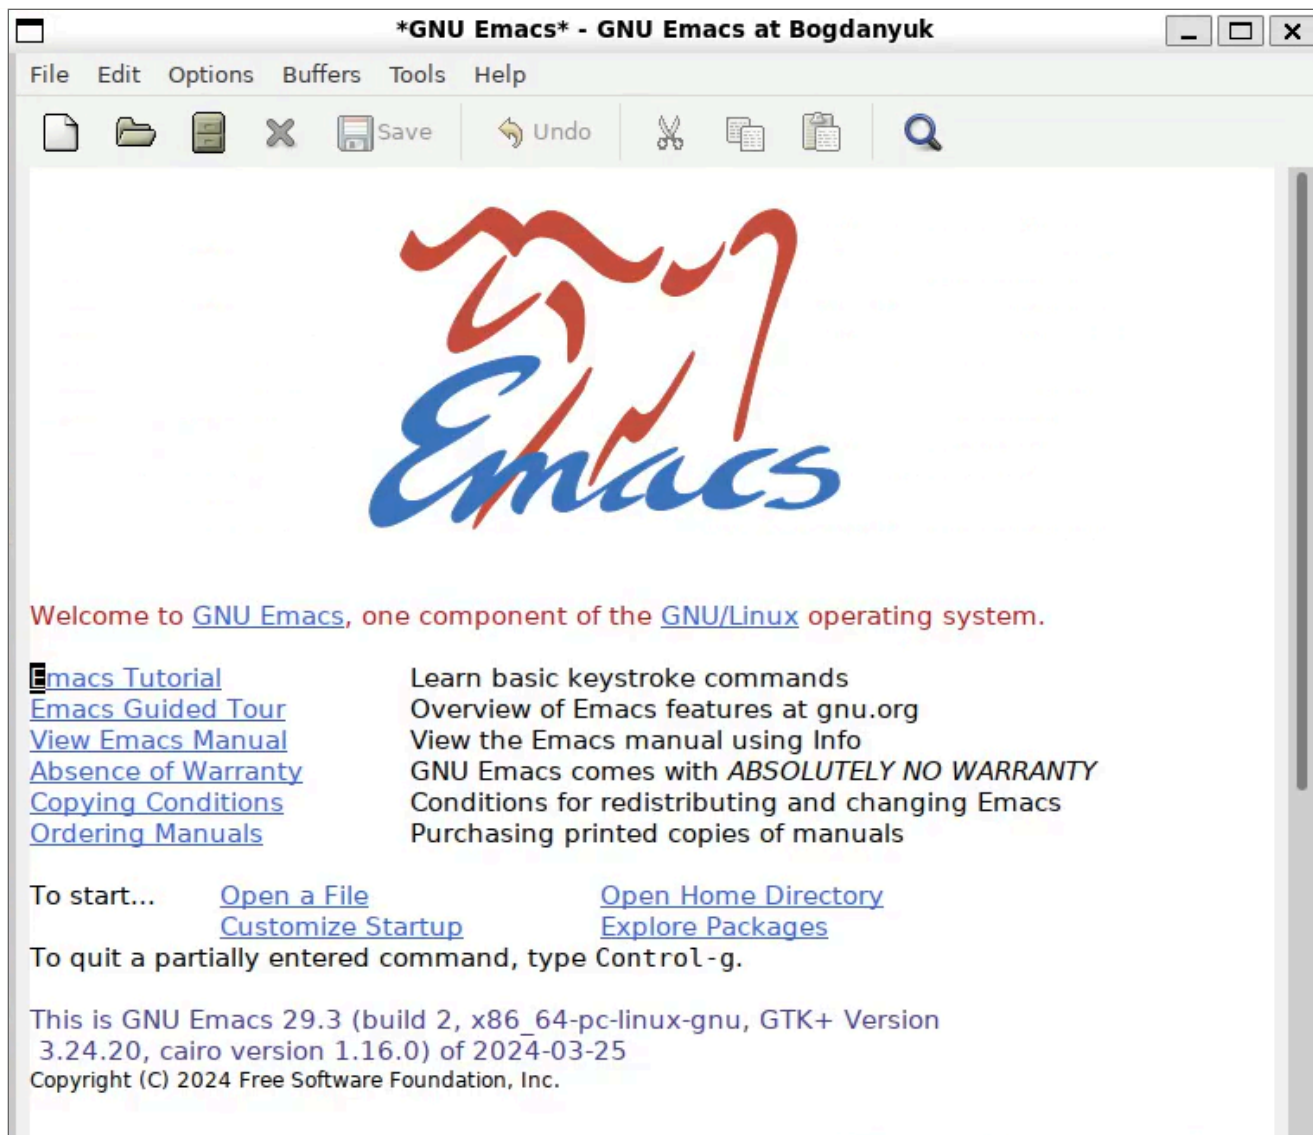 *GNU Emacs* - GNU Emacs at Bogdanyuk
File Edit Options Buffers Tools Help
Save Undo
Emacs
Welcome to GNU Emacs, one component of the GNU/Linux operating system.
Emacs Tutorial Learn basic keystroke commands
Emacs Guided Tour Overview of Emacs features at gnu.org
View Emacs Manual View the Emacs manual using Info
Absence of Warranty GNU Emacs comes with ABSOLUTELY NO WARRANTY
Copying Conditions Conditions for redistributing and changing Emacs
Ordering Manuals Purchasing printed copies of manuals
To start... Open a File Open Home Directory
Customize Startup Explore Packages
To quit a partially entered command, type Control-g.
This is GNU Emacs 29.3 (build 2, x86_64-pc-linux-gnu, GTK+ Version
3.24.20, cairo version 1.16.0) of 2024-03-25
Copyright (C) 2024 Free Software Foundation, Inc.